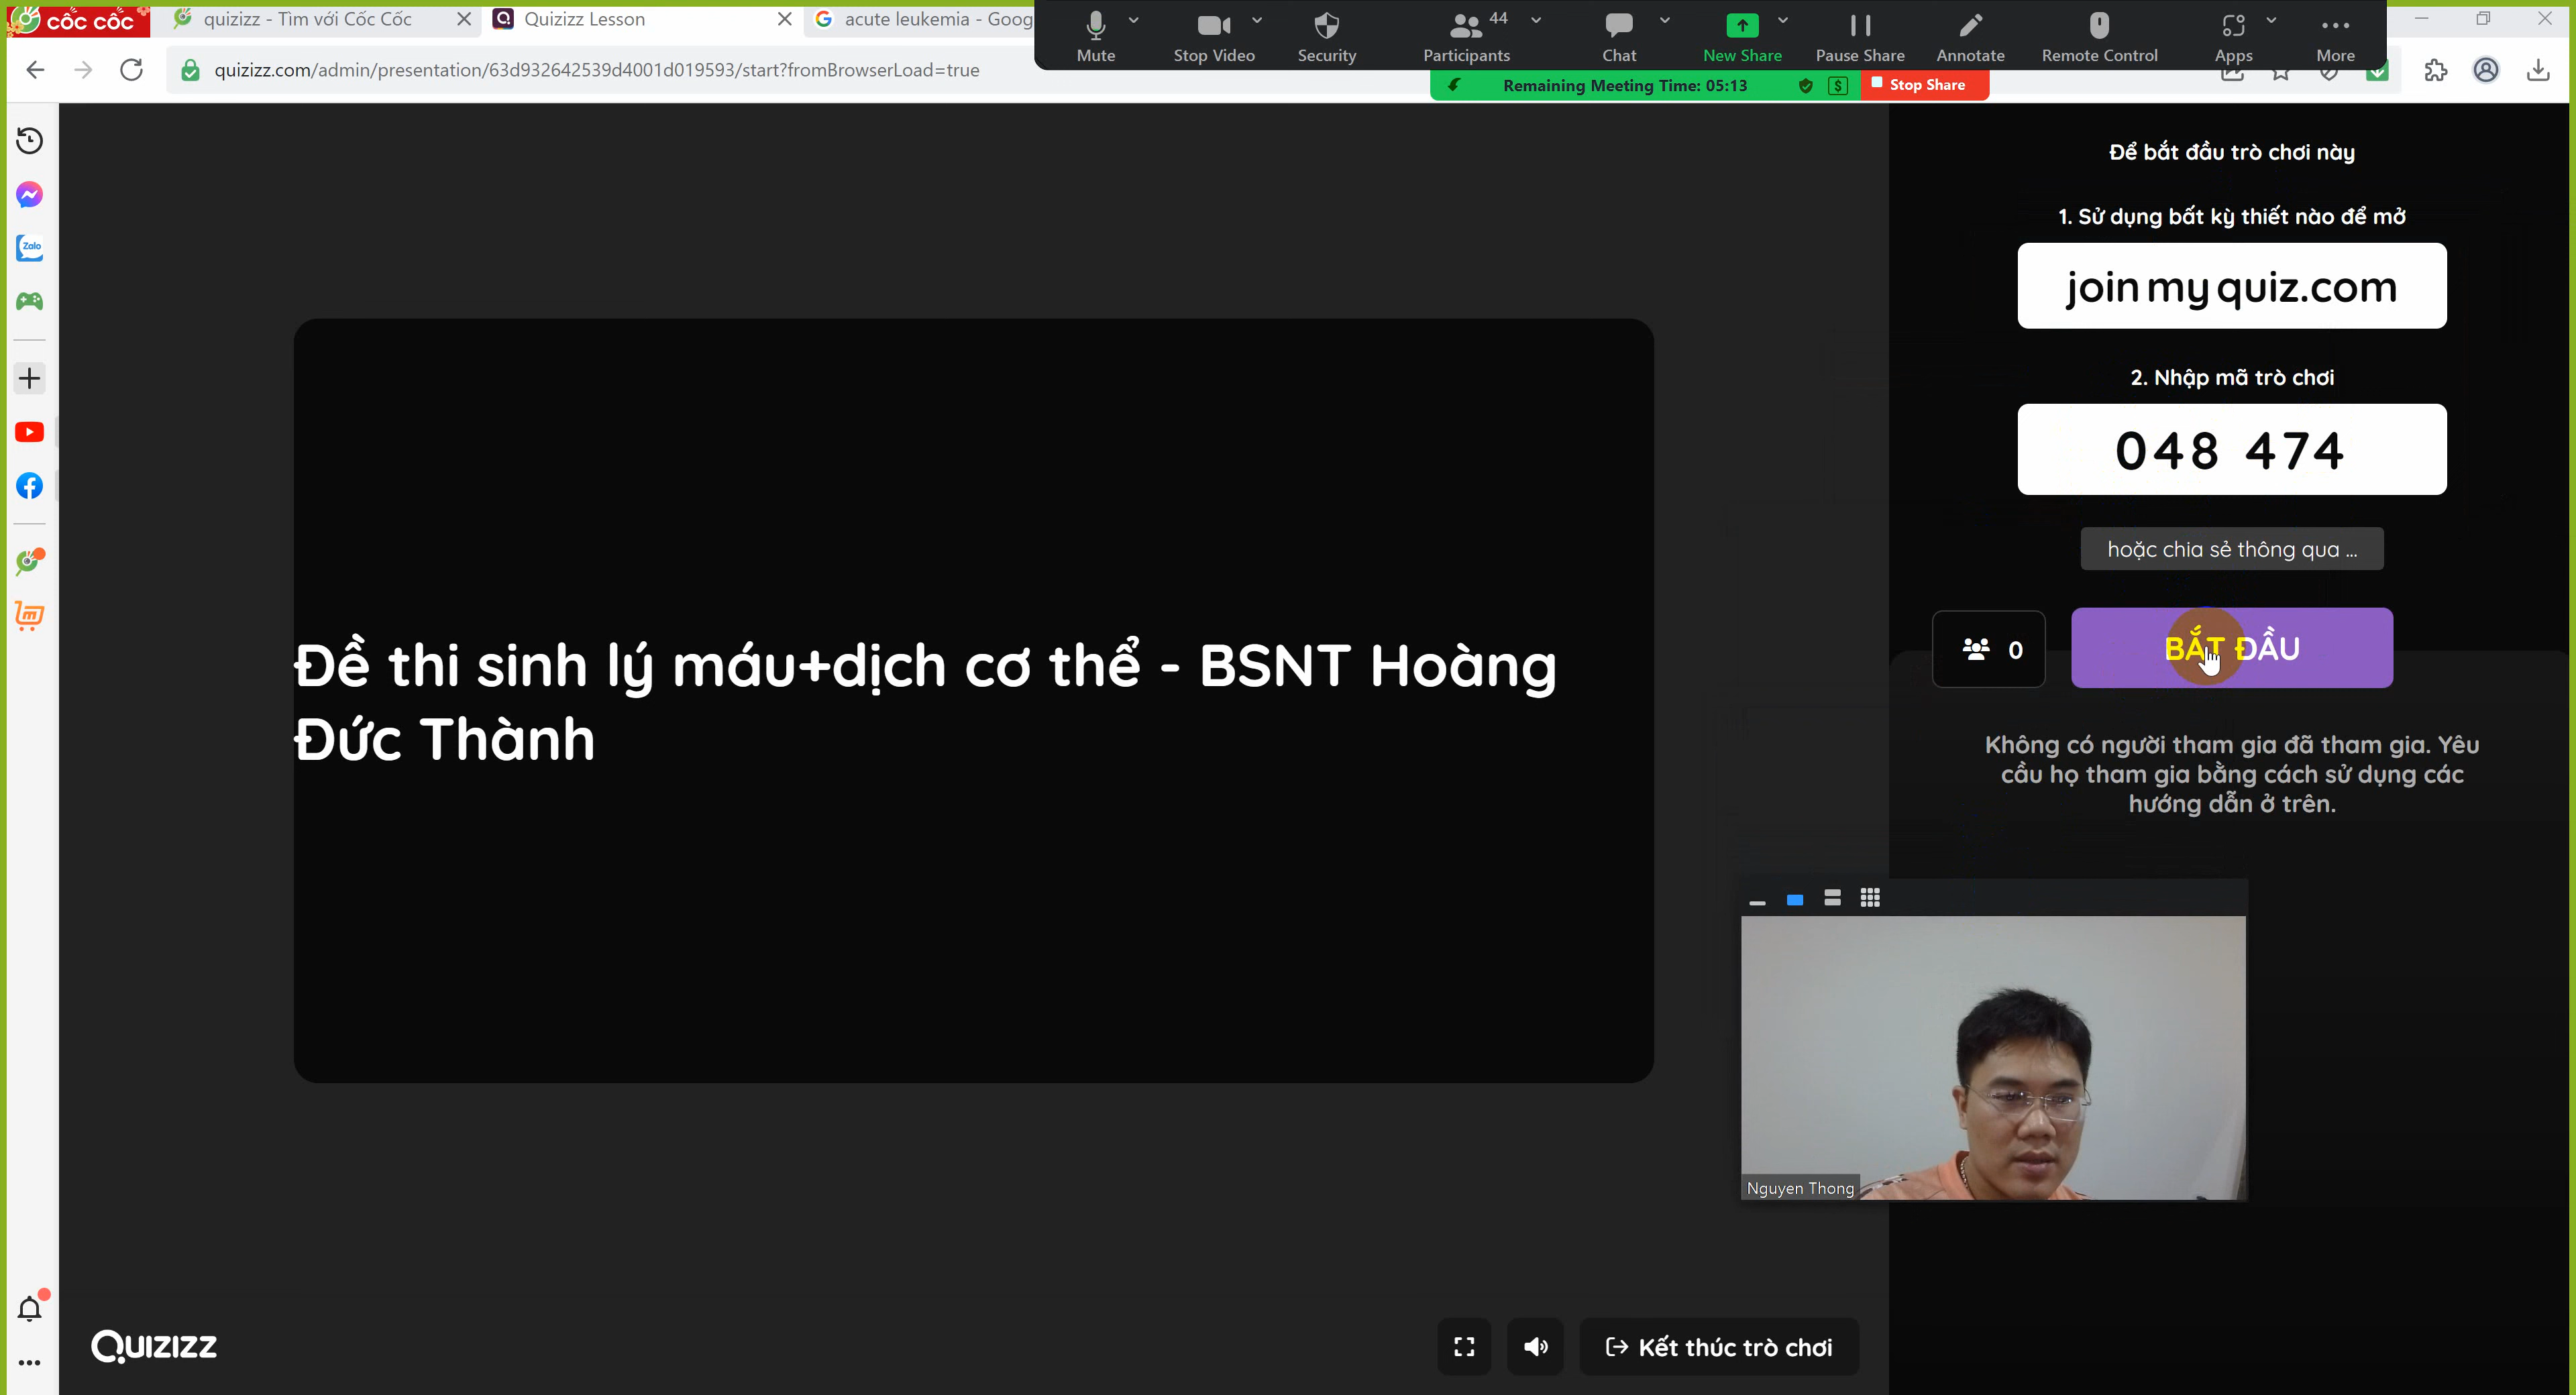 cốc cốc
quizizz - Tìm với Cốc Cốc
Quizizz Lesson
acute leukemia - Goog
Mute
Stop Video
Security
44
Participants
Chat
New Share
Pause Share
Annotate
Remote Control
Apps
More
quizizz.com/admin/presentation/63d932642539d4001d019593/start?fromBrowserLoad=true
Remaining Meeting Time: 05:13
Stop Share
Zalo
Để bắt đầu trò chơi này
1. Sử dụng bất kỳ thiết nào để mở
joinmyquiz.com
2. Nhập mã trò chơi
048 474
hoặc chia sẻ thông qua ...
0
BẮT ĐẦU
Không có người tham gia đã tham gia. Yêu
cầu họ tham gia bằng cách sử dụng các
hướng dẫn ở trên.
Đề thi sinh lý máu+dịch cơ thể - BSNT Hoàng
Đức Thành
Nguyen Thong
Quizizz
Kết thúc trò chơi